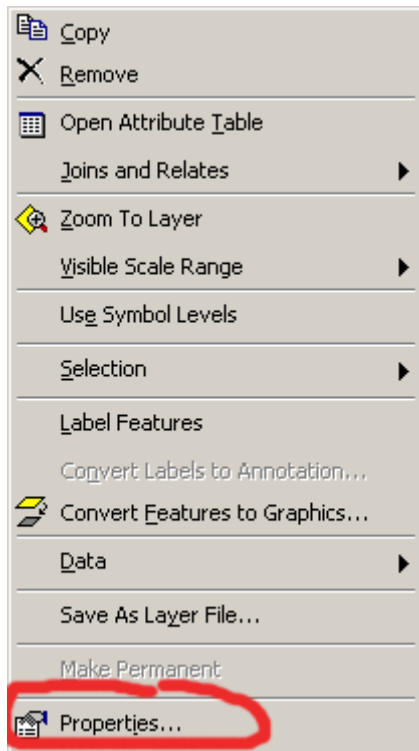 Copy
Remove
Open Attribute Table
Joins and Relates
Zoom To Layer
Visible Scale Range
Use Symbol Levels
Selection
Label Features
Convert Labels to Annotation...
Convert Features to Graphics...
Data
Save As Layer File...
Make Permanent
Properties...